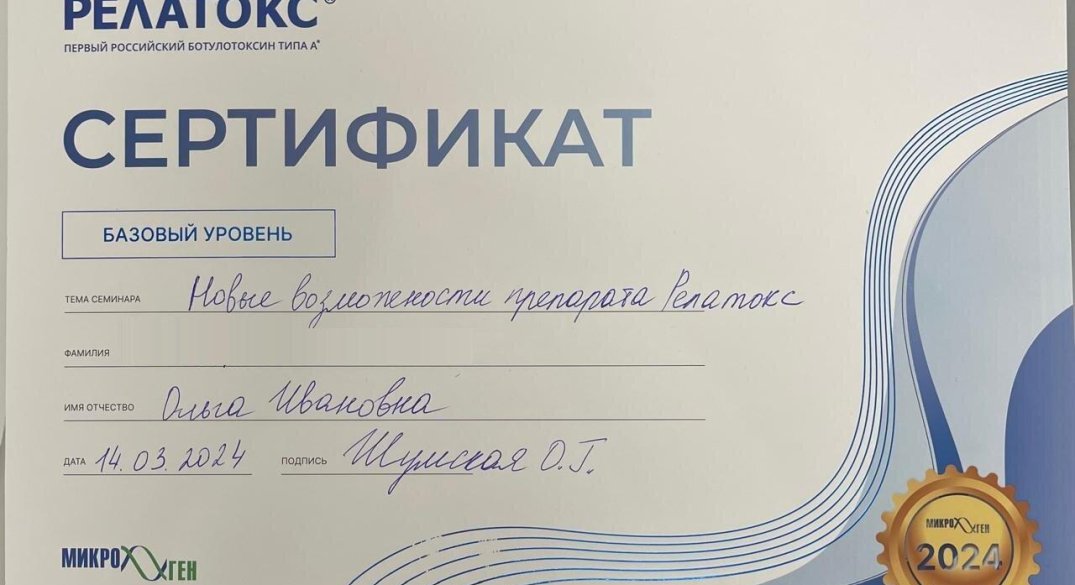 РЕЛАТОКС®
ПЕРВЫЙ РОССИЙСКИЙ БОТУЛОТОКСИН ТИПА А*
СЕРТИФИКАТ
БАЗОВЫЙ УРОВЕНЬ
ТЕМА СЕМИНАРА Новые возможности препарата Релатокс
ФАМИЛИЯ
ИМЯ ОТЧЕСТВО Ольга Ивановна
ДАТА 14.03.2024 ПОДПИСЬ Шумская О.Г.
МИКРОГЕН
МИКРОГЕН
2024